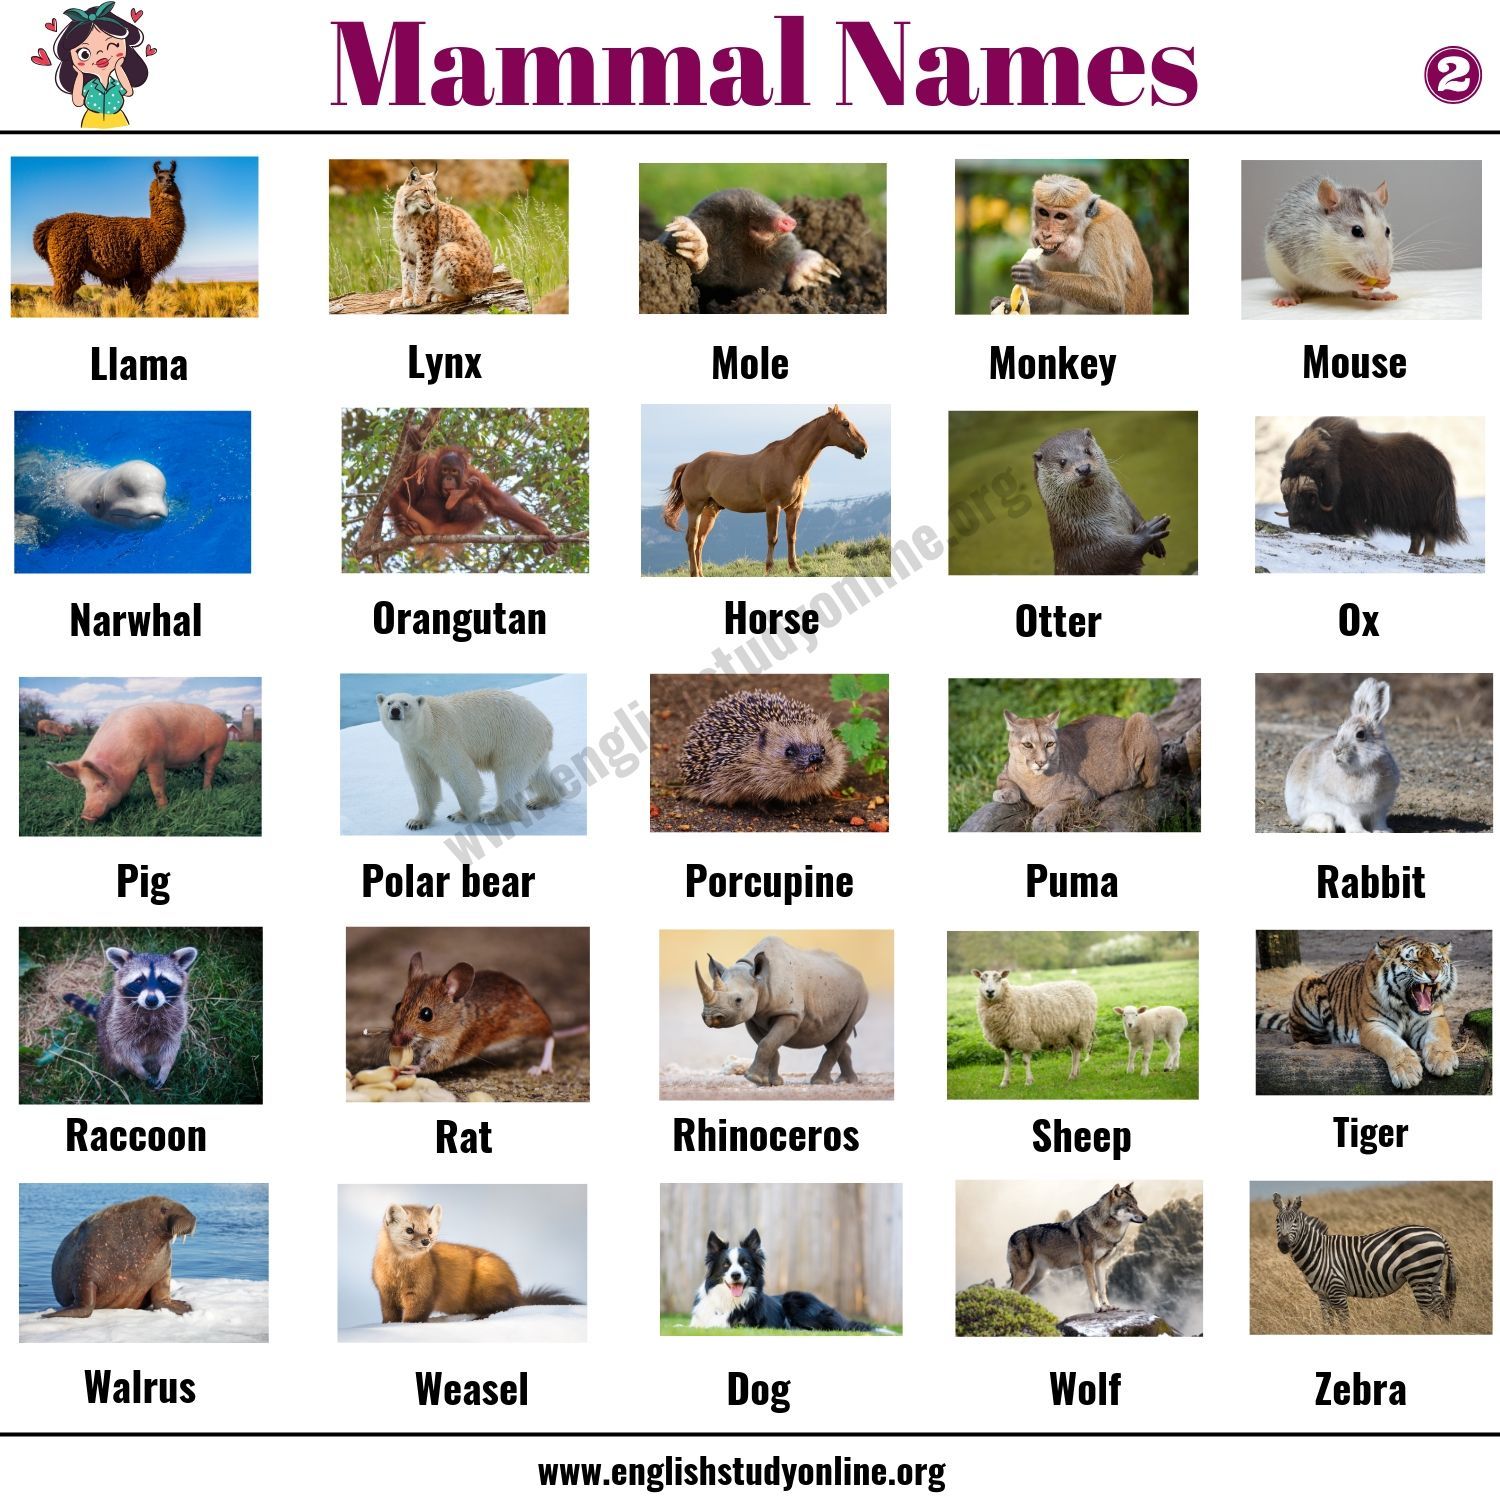 Mammal Names
2
Llama
Lynx
Mole
Monkey
Mouse
Narwhal
Orangutan
Horse
Otter
Ox
Pig
Polar bear
Porcupine
Puma
Rabbit
Raccoon
Rat
Rhinoceros
Sheep
Tiger
Walrus
Weasel
Dog
Wolf
Zebra
www.englishstudyonline.org
www.englishstudyonline.org